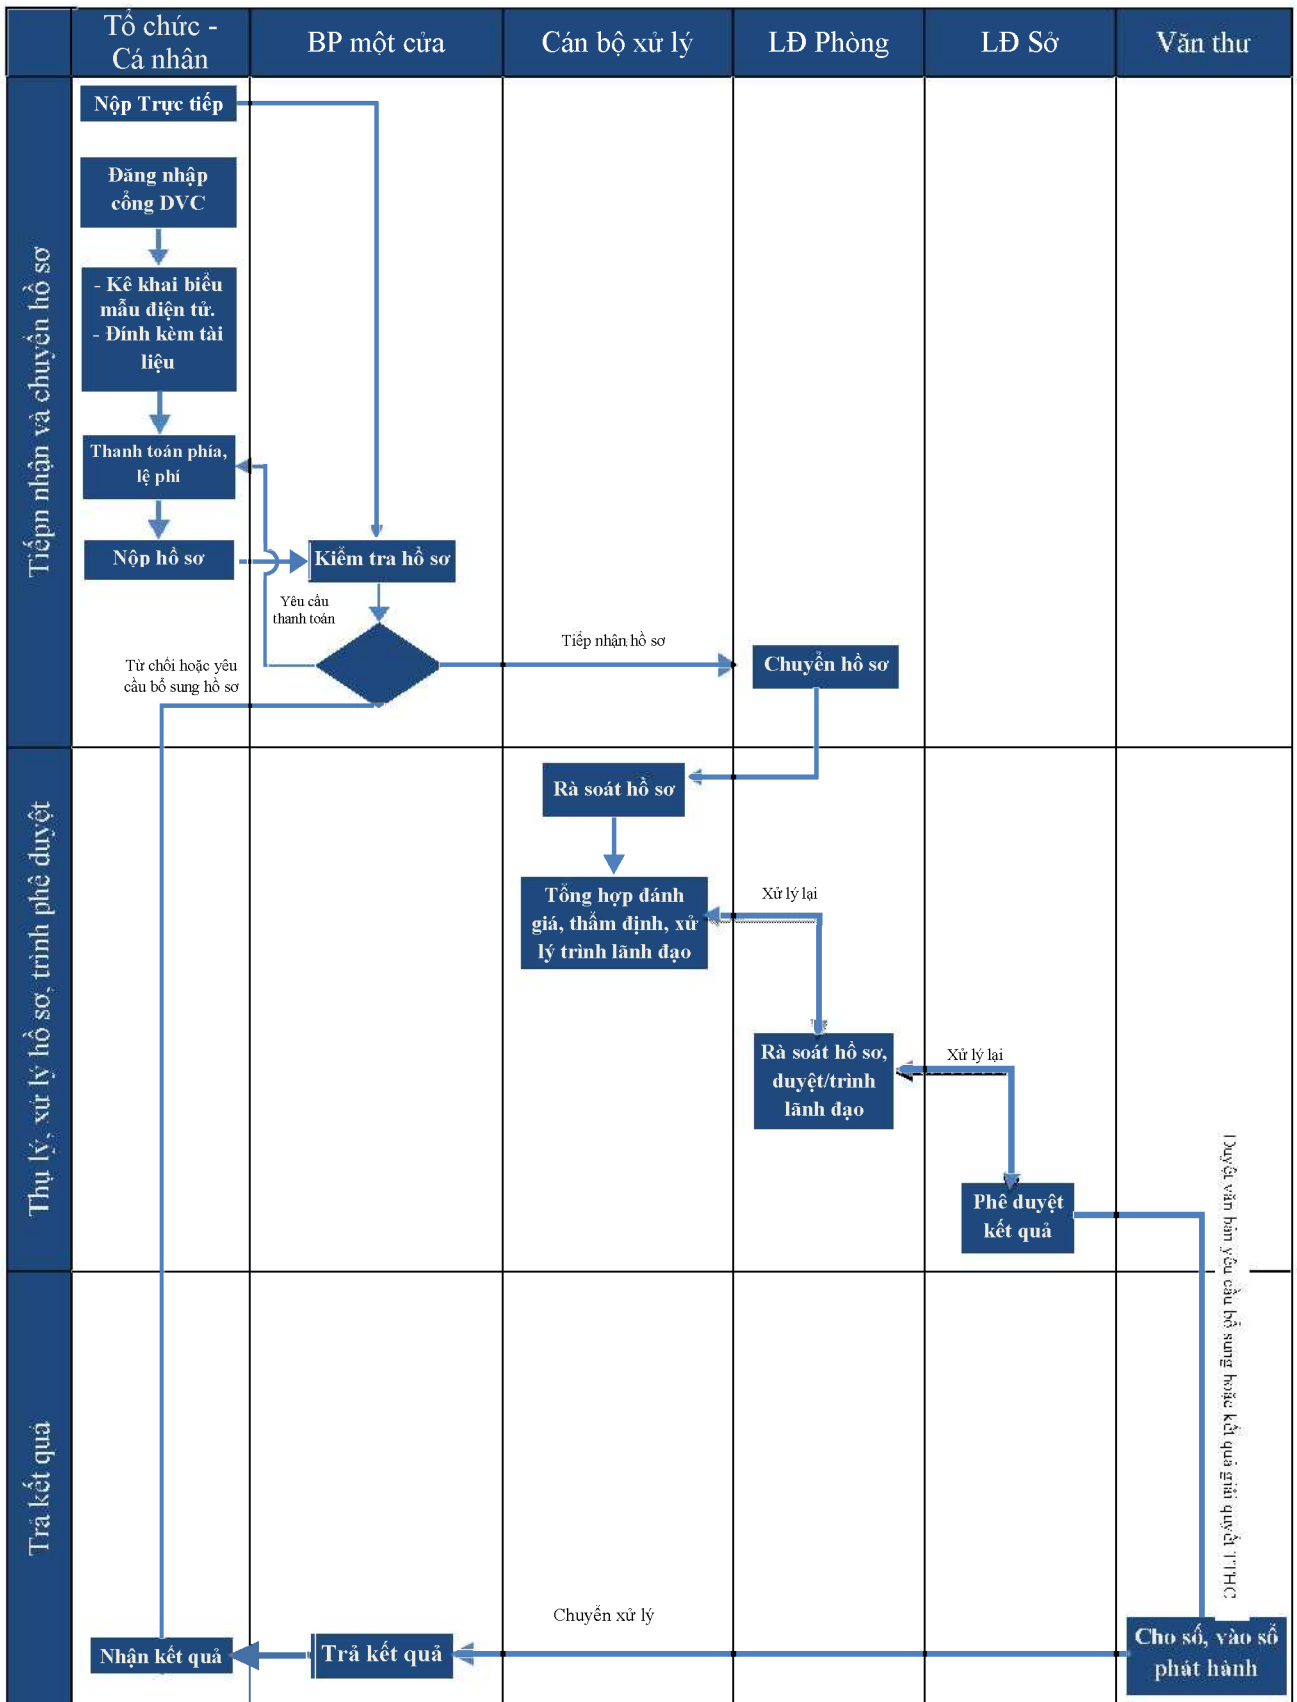 Tổ chức -
Cá nhân
BP một cửa
Cán bộ xử lý
LĐ Phòng
LĐ Sở
Văn thư
Tiếpn nhận và chuyển hồ sơ
Nộp Trực tiếp
Đăng nhập
cổng DVC
- Kê khai biểu
mẫu điện tử.
- Đính kèm tài
liệu
Thanh toán phía,
lệ phí
Nộp hồ sơ
Kiểm tra hồ sơ
Yêu cầu
thanh toán
Tiếp nhận hồ sơ
Chuyển hồ sơ
Từ chối hoặc yêu
cầu bổ sung hồ sơ
Thụ lý, xử lý hồ sơ, trình phê duyệt
Rà soát hồ sơ
Tổng hợp đánh
giá, thẩm định, xử
lý trình lãnh đạo
Xử lý lại
Rà soát hồ sơ,
duyệt/trình
lãnh đạo
Xử lý lại
Phê duyệt
kết quả
Duyệt văn bản yêu cầu bổ sung hoặc kết quả giải quyết TTHC
Trả kết quả
Chuyển xử lý
Nhận kết quả
Trả kết quả
Cho số, vào sổ
phát hành